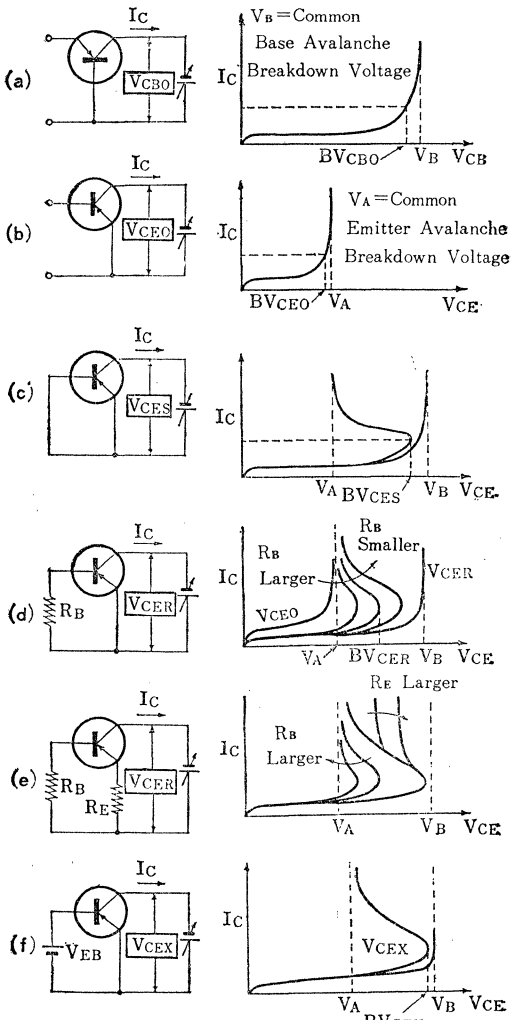 (a)
IC
VCBO
VB=Common
Base Avalanche
Breakdown Voltage
IC
BVCBO
VB
VCB
(b)
IC
VCEO
VA=Common
Emitter Avalanche
Breakdown Voltage
IC
BVCEO
VA
VCE
(c)
IC
VCES
IC
VA
BVCES
VB
VCE
(d)
IC
RB
VCER
IC
RB
Larger
RB
Smaller
VCEO
VCER
VA
BVCER
VB
VCE
(e)
IC
RB
RE
VCER
IC
RB
Larger
RE Larger
VA
VB
VCE
(f)
IC
VEB
VCEX
IC
VCEX
VA
VB
VCE